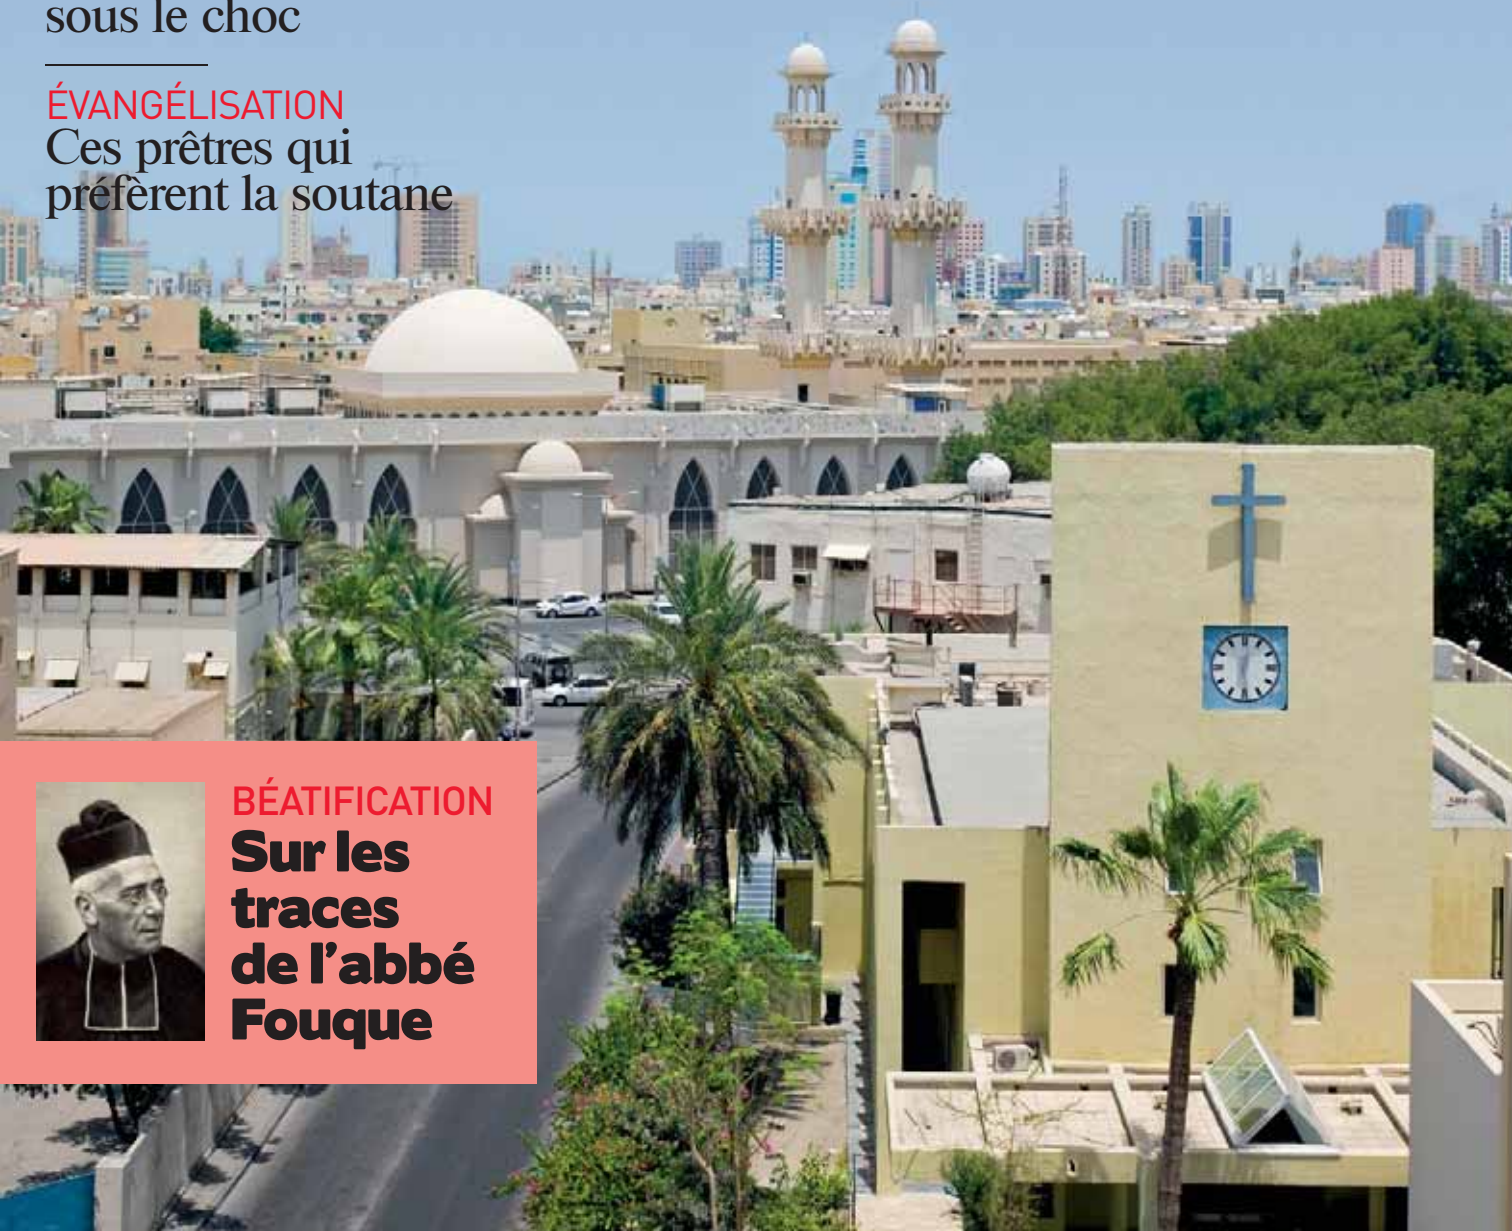 sous le choc
ÉVANGÉLISATION
Ces prêtres qui
préfèrent la soutane
BÉATIFICATION
Sur les
traces
de l’abbé
Fouque